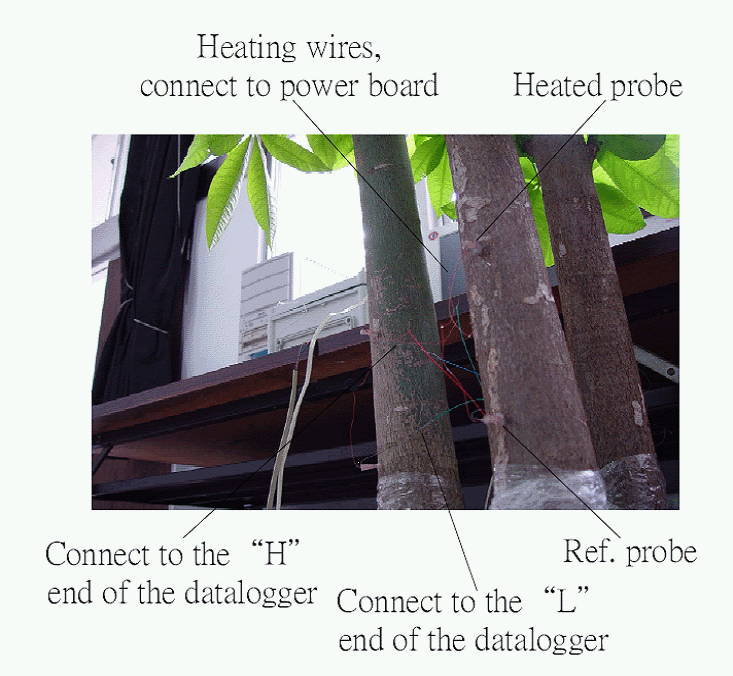 Heating wires,
connect to power board
Heated probe
Connect to the “H”
end of the datalogger
Ref. probe
Connect to the “L”
end of the datalogger